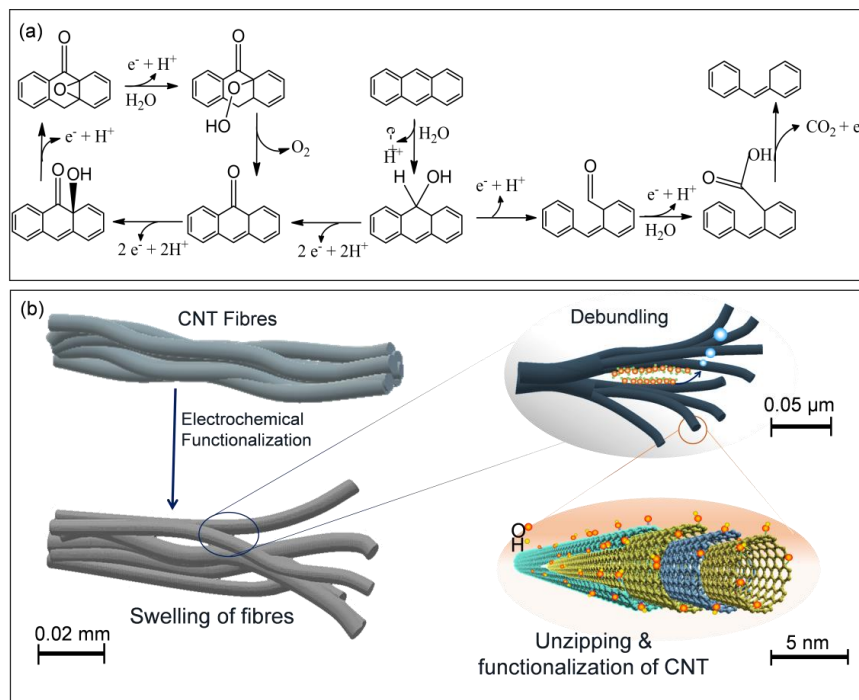 (a)
O
O
e⁻ + H⁺
H₂O
O
O
HO
e⁻ + H⁺
O₂
H₂O
H⁺
CO₂ + e
OH
O
O
OH
2 e⁻ + 2H⁺
O
2 e⁻ + 2H⁺
H
OH
e⁻ + H⁺
O
e⁻ + H⁺
H₂O
O
OH
(b)
CNT Fibres
Electrochemical
Functionalization
Swelling of fibres
0.02 mm
Debundling
0.05 µm
O
H
Unzipping &
functionalization of CNT
5 nm